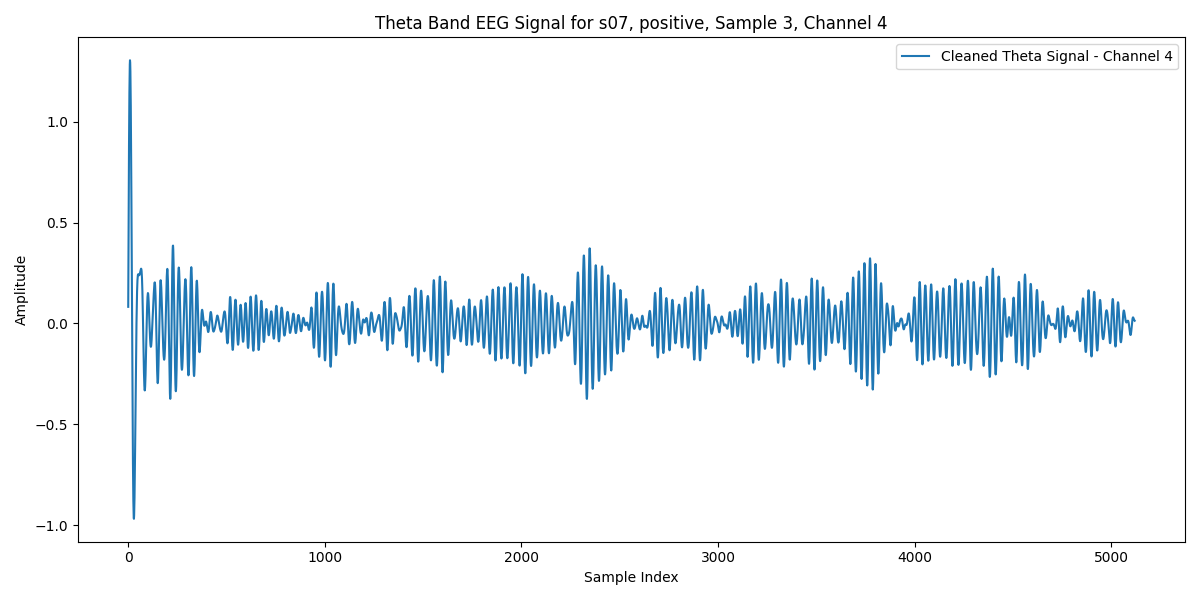 Theta Band EEG Signal for s07, positive, Sample 3, Channel 4
Cleaned Theta Signal - Channel 4
Amplitude
1.0
0.5
0.0
−0.5
−1.0
0 1000 2000 3000 4000 5000
Sample Index